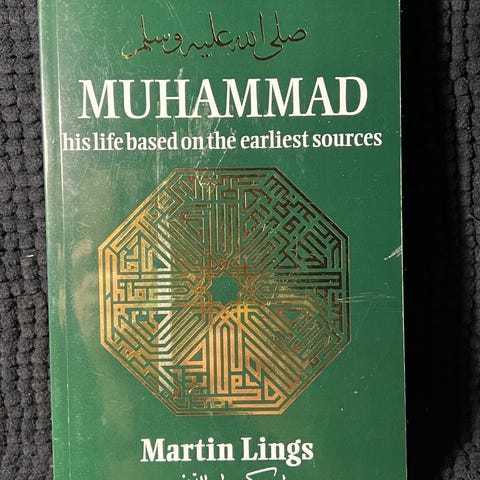 صلى الله عليه وسلم
MUHAMMAD
his life based on the earliest sources
Martin Lings